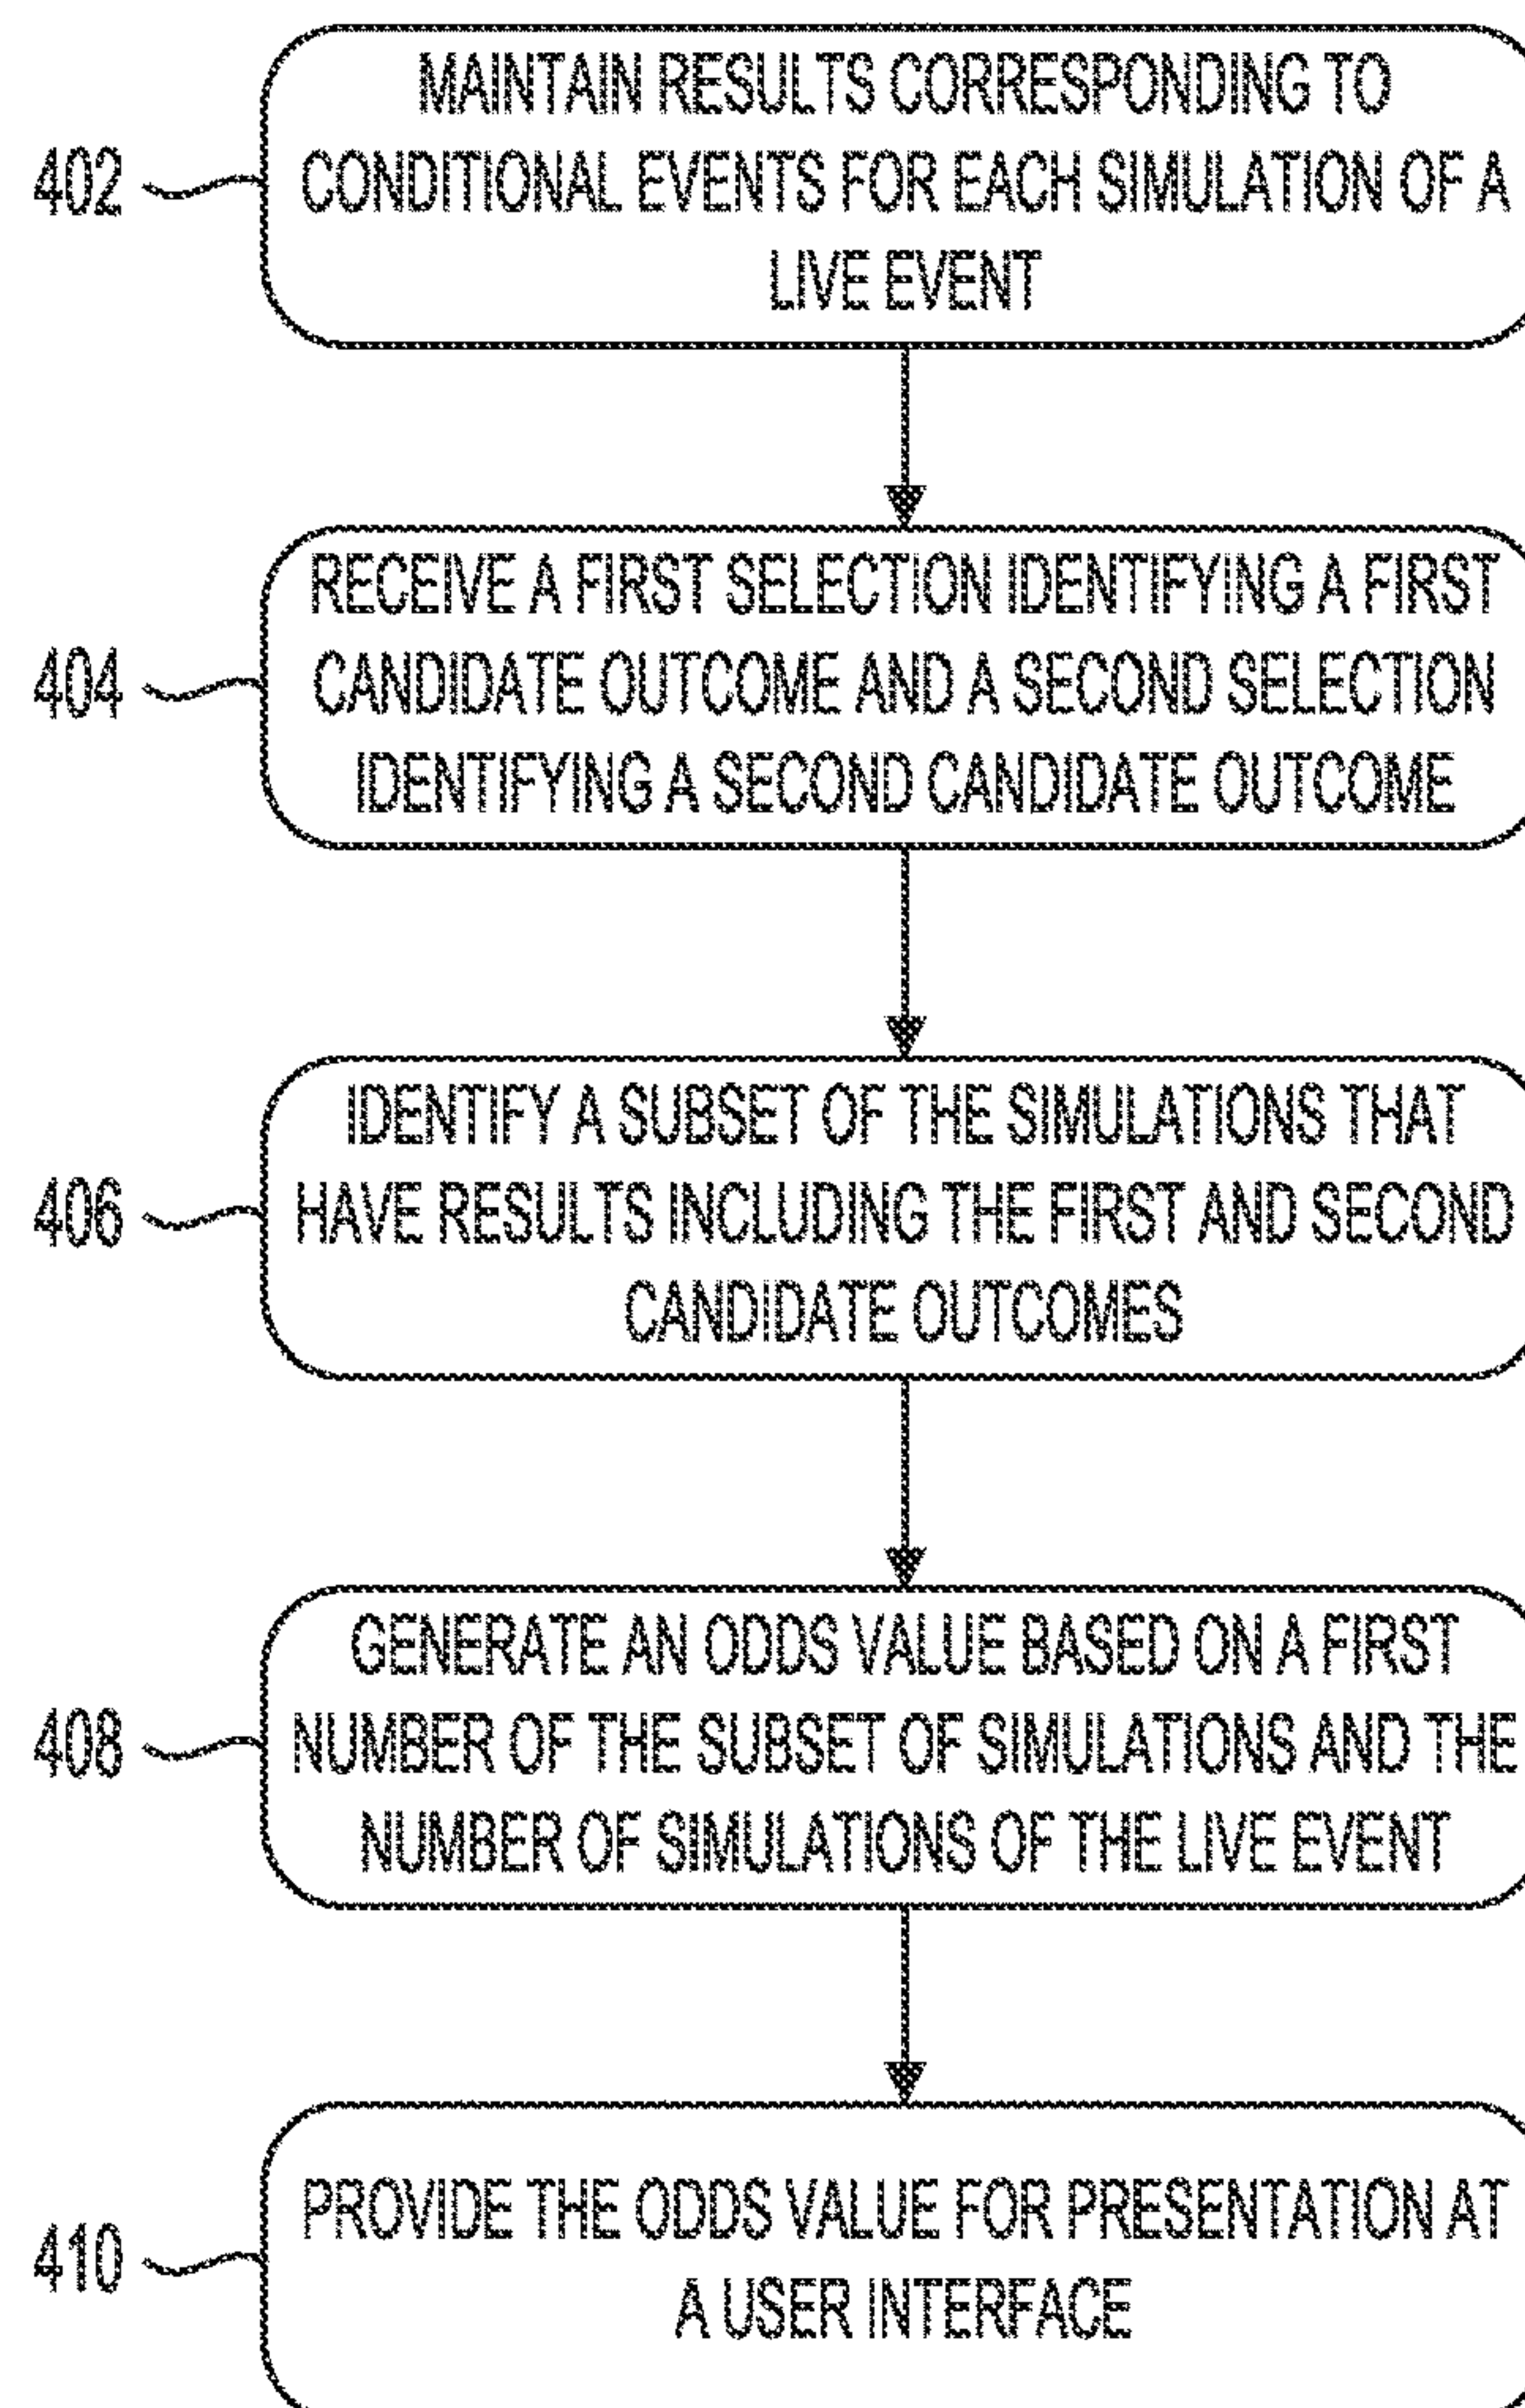 MAINTAIN RESULTS CORRESPONDING TO
402 CONDITIONAL EVENTS FOR EACH SIMULATION OF A
LIVE EVENT
RECEIVE A FIRST SELECTION IDENTIFYING A FIRST
404 CANDIDATE OUTCOME AND A SECOND SELECTION
IDENTIFYING A SECOND CANDIDATE OUTCOME
IDENTIFY A SUBSET OF THE SIMULATIONS THAT
406 HAVE RESULTS INCLUDING THE FIRST AND SECOND
CANDIDATE OUTCOMES
GENERATE AN ODDS VALUE BASED ON A FIRST
408 NUMBER OF THE SUBSET OF SIMULATIONS AND THE
NUMBER OF SIMULATIONS OF THE LIVE EVENT
PROVIDE THE ODDS VALUE FOR PRESENTATION AT
410 A USER INTERFACE